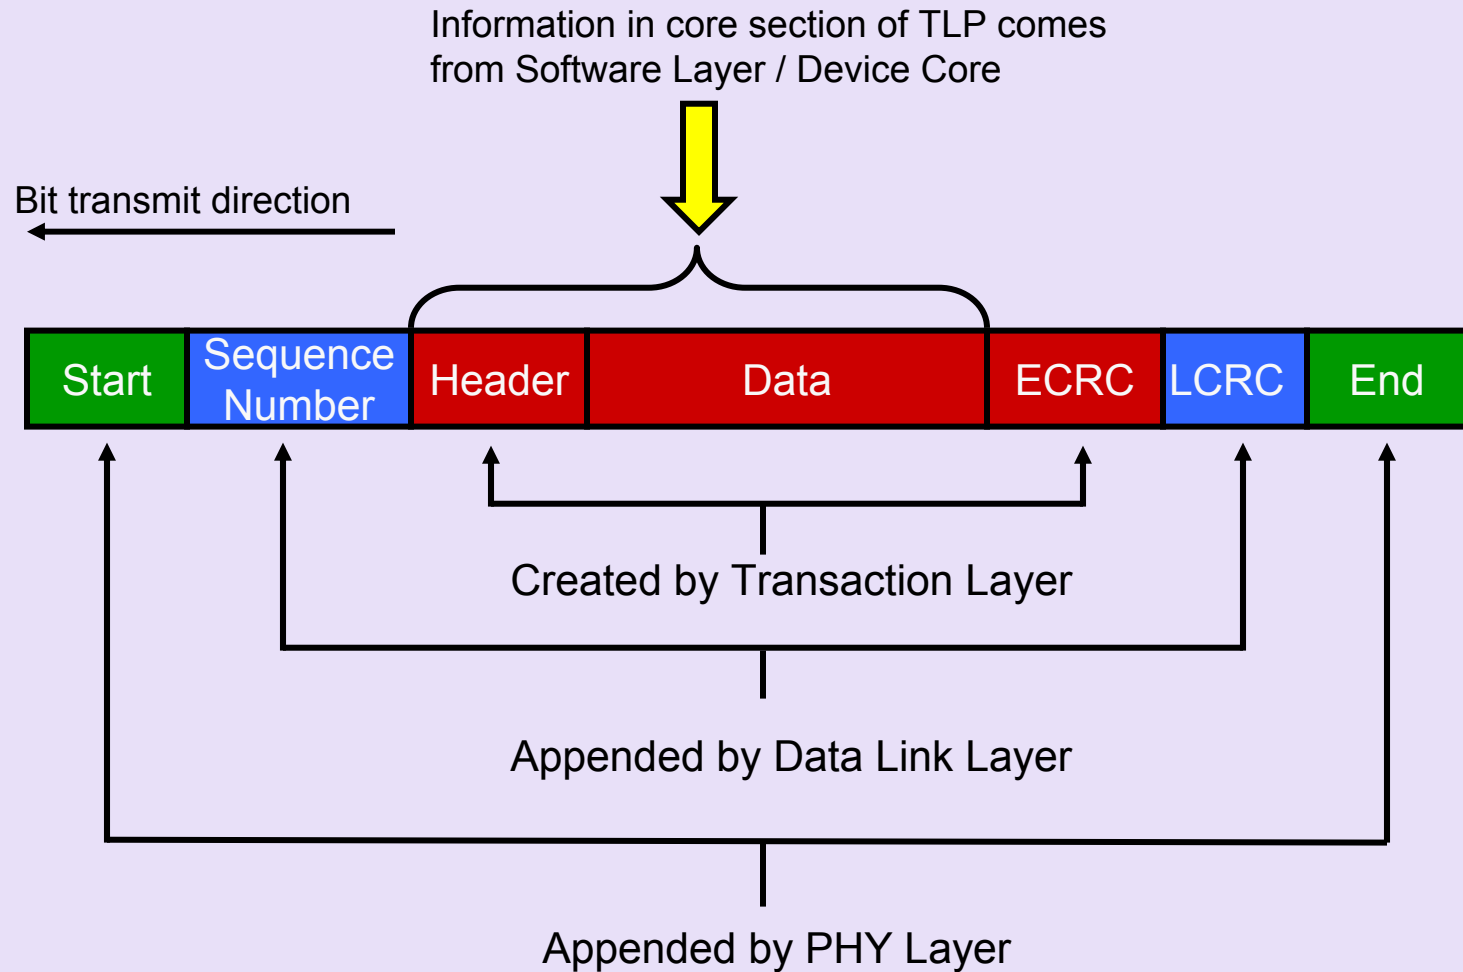 Information in core section of TLP comes
from Software Layer / Device Core
Bit transmit direction
Start
Sequence
Number
Header
Data
ECRC
LCRC
End
Created by Transaction Layer
Appended by Data Link Layer
Appended by PHY Layer